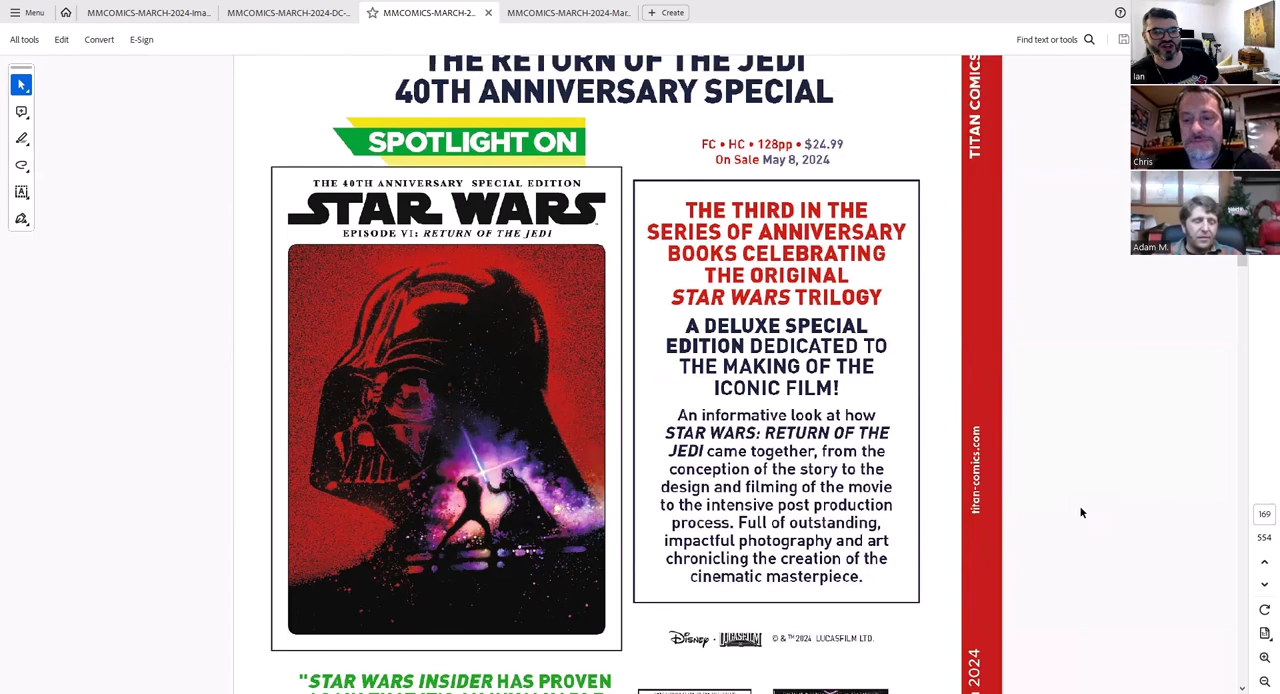 Menu
MMCOMICS-MARCH-2024-Ima...
MMCOMICS-MARCH-2024-DC-...
MMCOMICS-MARCH-2...
MMCOMICS-MARCH-2024-Mar...
Create
All tools
Edit
Convert
E-Sign
Find text or tools
Ian
Chris
Adam M.
THE RETURN OF THE JEDI
40TH ANNIVERSARY SPECIAL
SPOTLIGHT ON
FC • HC • 128pp • $24.99
On Sale May 8, 2024
THE 40TH ANNIVERSARY SPECIAL EDITION
STAR WARS
EPISODE VI: RETURN OF THE JEDI
THE THIRD IN THE
SERIES OF ANNIVERSARY
BOOKS CELEBRATING
THE ORIGINAL
STAR WARS TRILOGY
A DELUXE SPECIAL
EDITION DEDICATED TO
THE MAKING OF THE
ICONIC FILM!
An informative look at how
STAR WARS: RETURN OF THE
JEDI came together, from the
conception of the story to the
design and filming of the movie
to the intensive post production
process. Full of outstanding,
impactful photography and art
chronicling the creation of the
cinematic masterpiece.
Disney • LUCASFILM © & ™ 2024 LUCASFILM LTD.
"STAR WARS INSIDER HAS PROVEN
TITAN COMICS
titan-comics.com
2024
169
554